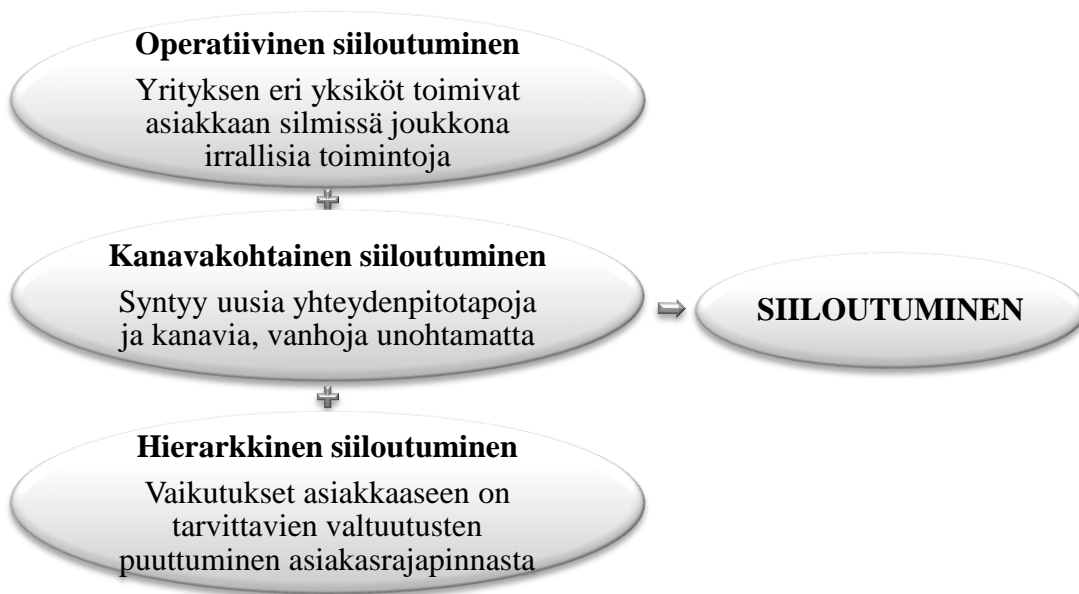 Operatiivinen siiloutuminen
Yrityksen eri yksiköt toimivat
asiakkaan silmissä joukkona
irrallisia toimintoja
Kanavakohtainen siiloutuminen
Syntyy uusia yhteydenpitotapoja
ja kanavia, vanhoja unohtamatta
SIILOUTUMINEN
Hierarkkinen siiloutuminen
Vaikutukset asiakkaaseen on
tarvittavien valtuutusten
puuttuminen asiakasrajapinnasta